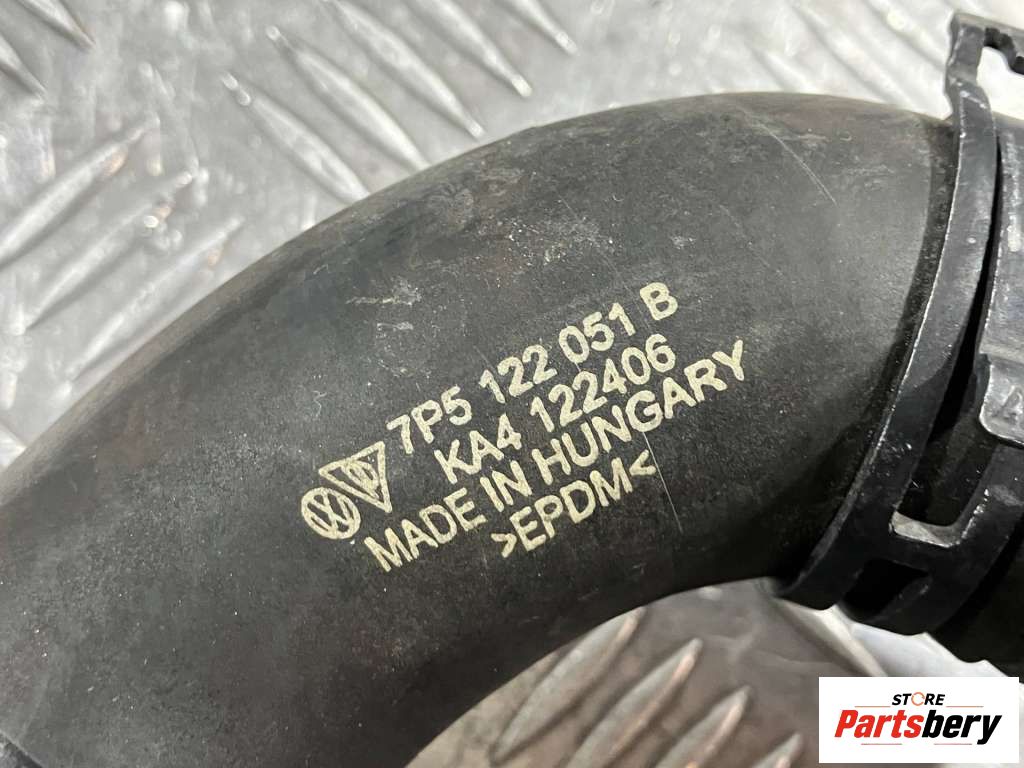 7P5 122 051 B
KA4 122406
MADE IN HUNGARY
>EPDM<
STORE
Partsbery